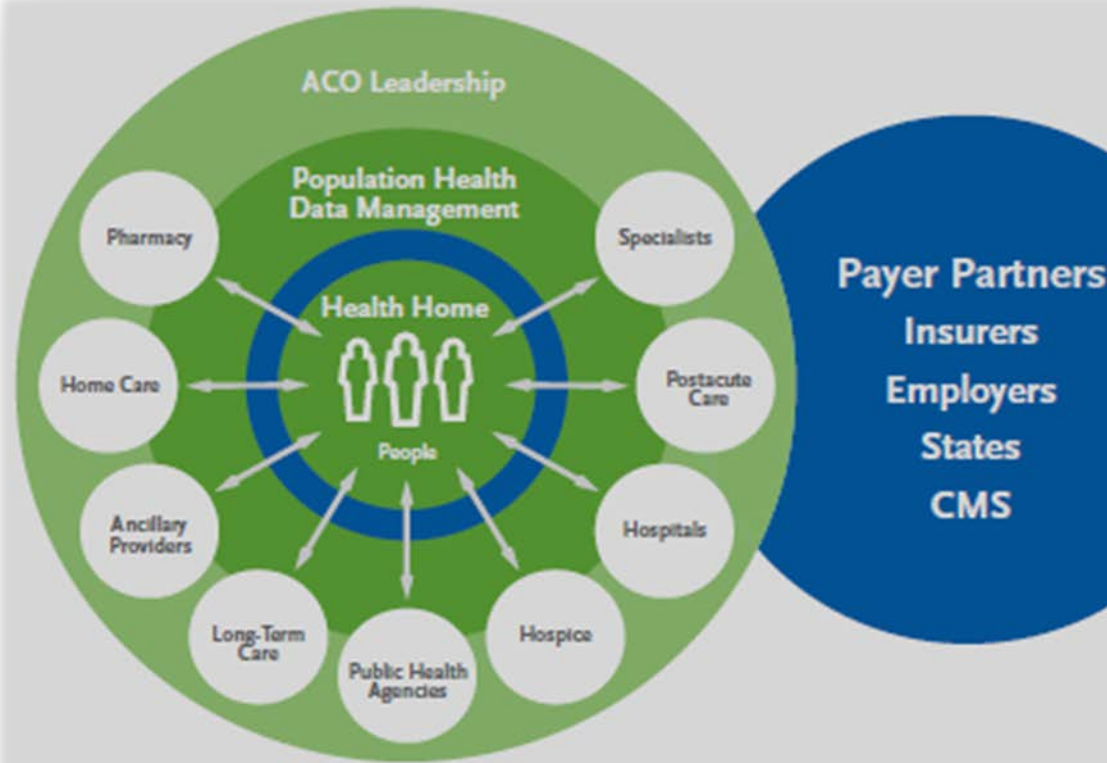 ACO Leadership
Population Health
Data Management
Pharmacy
Specialists
Health Home
Home Care
Postacute
Care
People
Ancillary
Providers
Hospitals
Long-Term
Care
Hospice
Public Health
Agencies
Payer Partners
Insurers
Employers
States
CMS